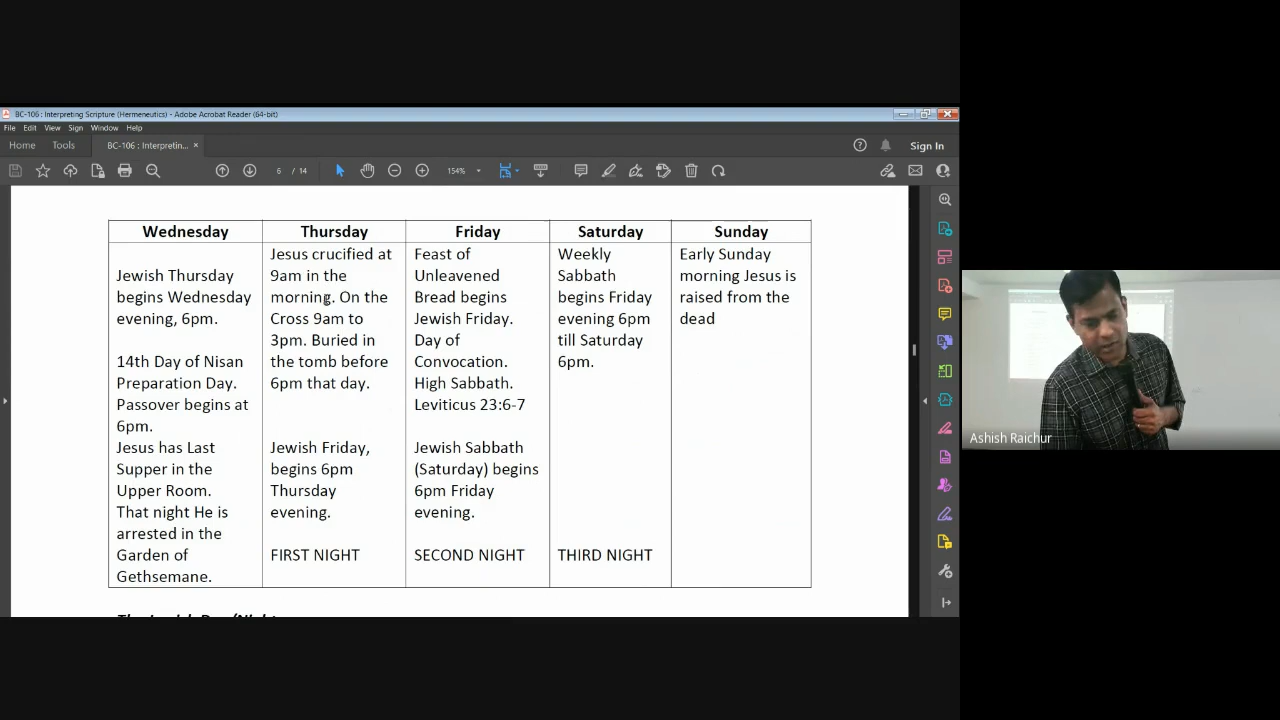 BC-106 : Interpreting Scripture (Hermeneutics) - Adobe Acrobat Reader (64-bit)
File Edit View Sign Window Help
Home Tools BC-106 : Interpretin... × Sign In
6 / 14 154%
Wednesday Thursday Friday Saturday Sunday
Jewish Thursday
begins Wednesday
evening, 6pm.
14th Day of Nisan
Preparation Day.
Passover begins at
6pm.
Jesus has Last
Supper in the
Upper Room.
That night He is
arrested in the
Garden of
Gethsemane.
Jesus crucified at
9am in the
morning. On the
Cross 9am to
3pm. Buried in
the tomb before
6pm that day.
Jewish Friday,
begins 6pm
Thursday
evening.
FIRST NIGHT
Feast of
Unleavened
Bread begins
Jewish Friday.
Day of
Convocation.
High Sabbath.
Leviticus 23:6-7
Jewish Sabbath
(Saturday) begins
6pm Friday
evening.
SECOND NIGHT
Weekly
Sabbath
begins Friday
evening 6pm
till Saturday
6pm.
THIRD NIGHT
Early Sunday
morning Jesus is
raised from the
dead
Ashish Raichur